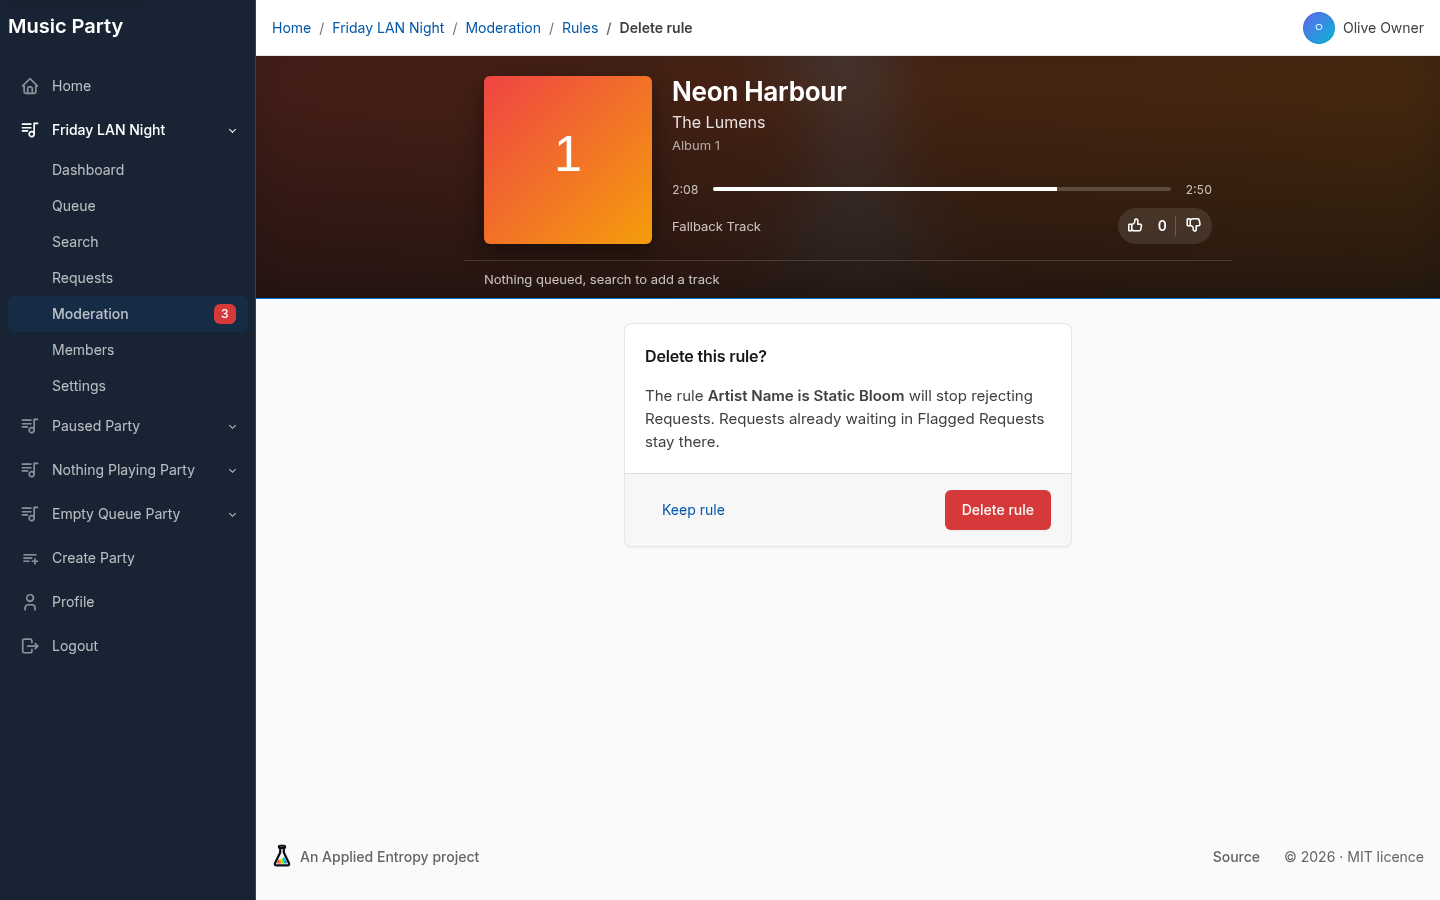 Music Party
Home
Friday LAN Night
Dashboard
Queue
Search
Requests
Moderation 3
Members
Settings
Paused Party
Nothing Playing Party
Empty Queue Party
Create Party
Profile
Logout
Home / Friday LAN Night / Moderation / Rules / Delete rule
O Olive Owner
1
Neon Harbour
The Lumens
Album 1
2:08 2:50
Fallback Track 0
Nothing queued, search to add a track
Delete this rule?
The rule Artist Name is Static Bloom will stop rejecting
Requests. Requests already waiting in Flagged Requests
stay there.
Keep rule Delete rule
An Applied Entropy project Source © 2026 · MIT licence